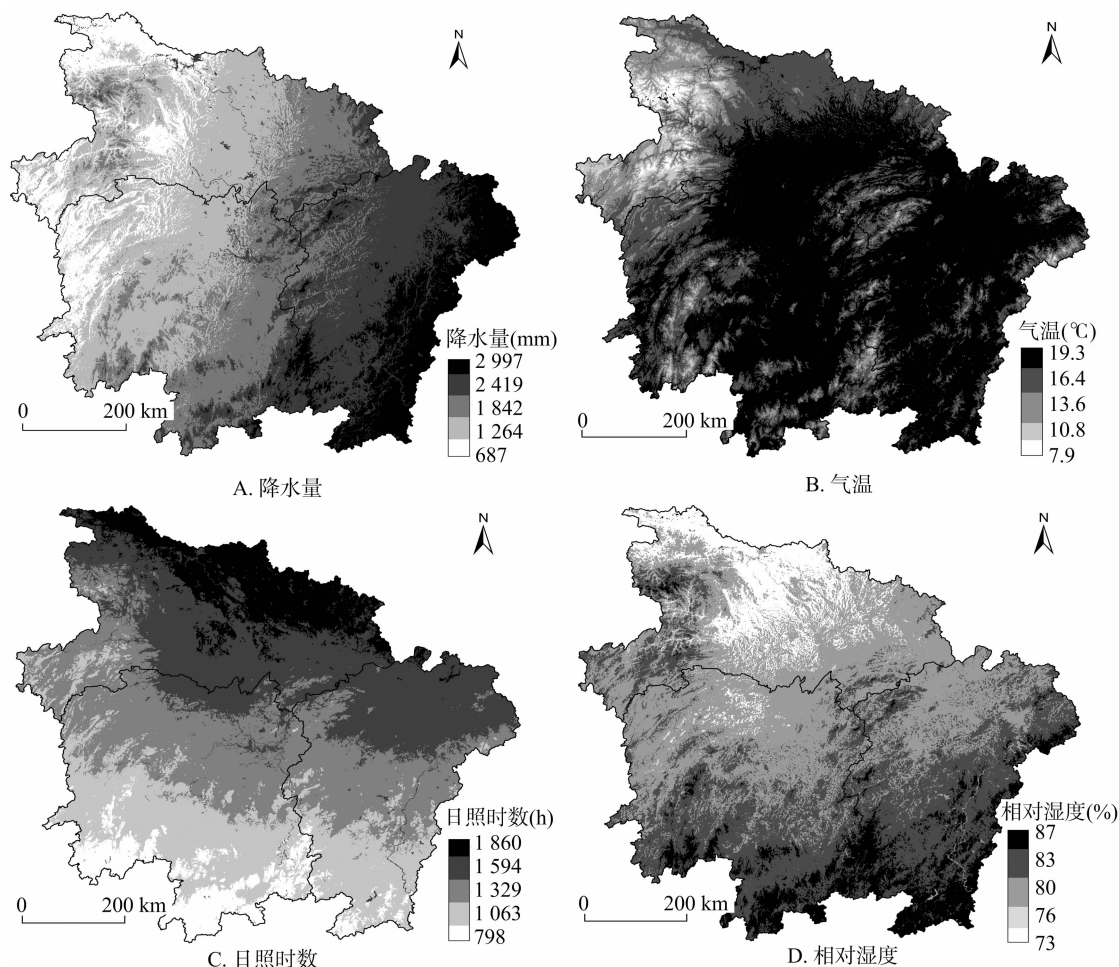 N
降水量(mm)
2 997
2 419
1 842
1 264
687
0 200 km
A. 降水量
N
气温(℃)
19.3
16.4
13.6
10.8
7.9
0 200 km
B. 气温
N
日照时数(h)
1 860
1 594
1 329
1 063
798
0 200 km
C. 日照时数
N
相对湿度(%)
87
83
80
76
73
0 200 km
D. 相对湿度